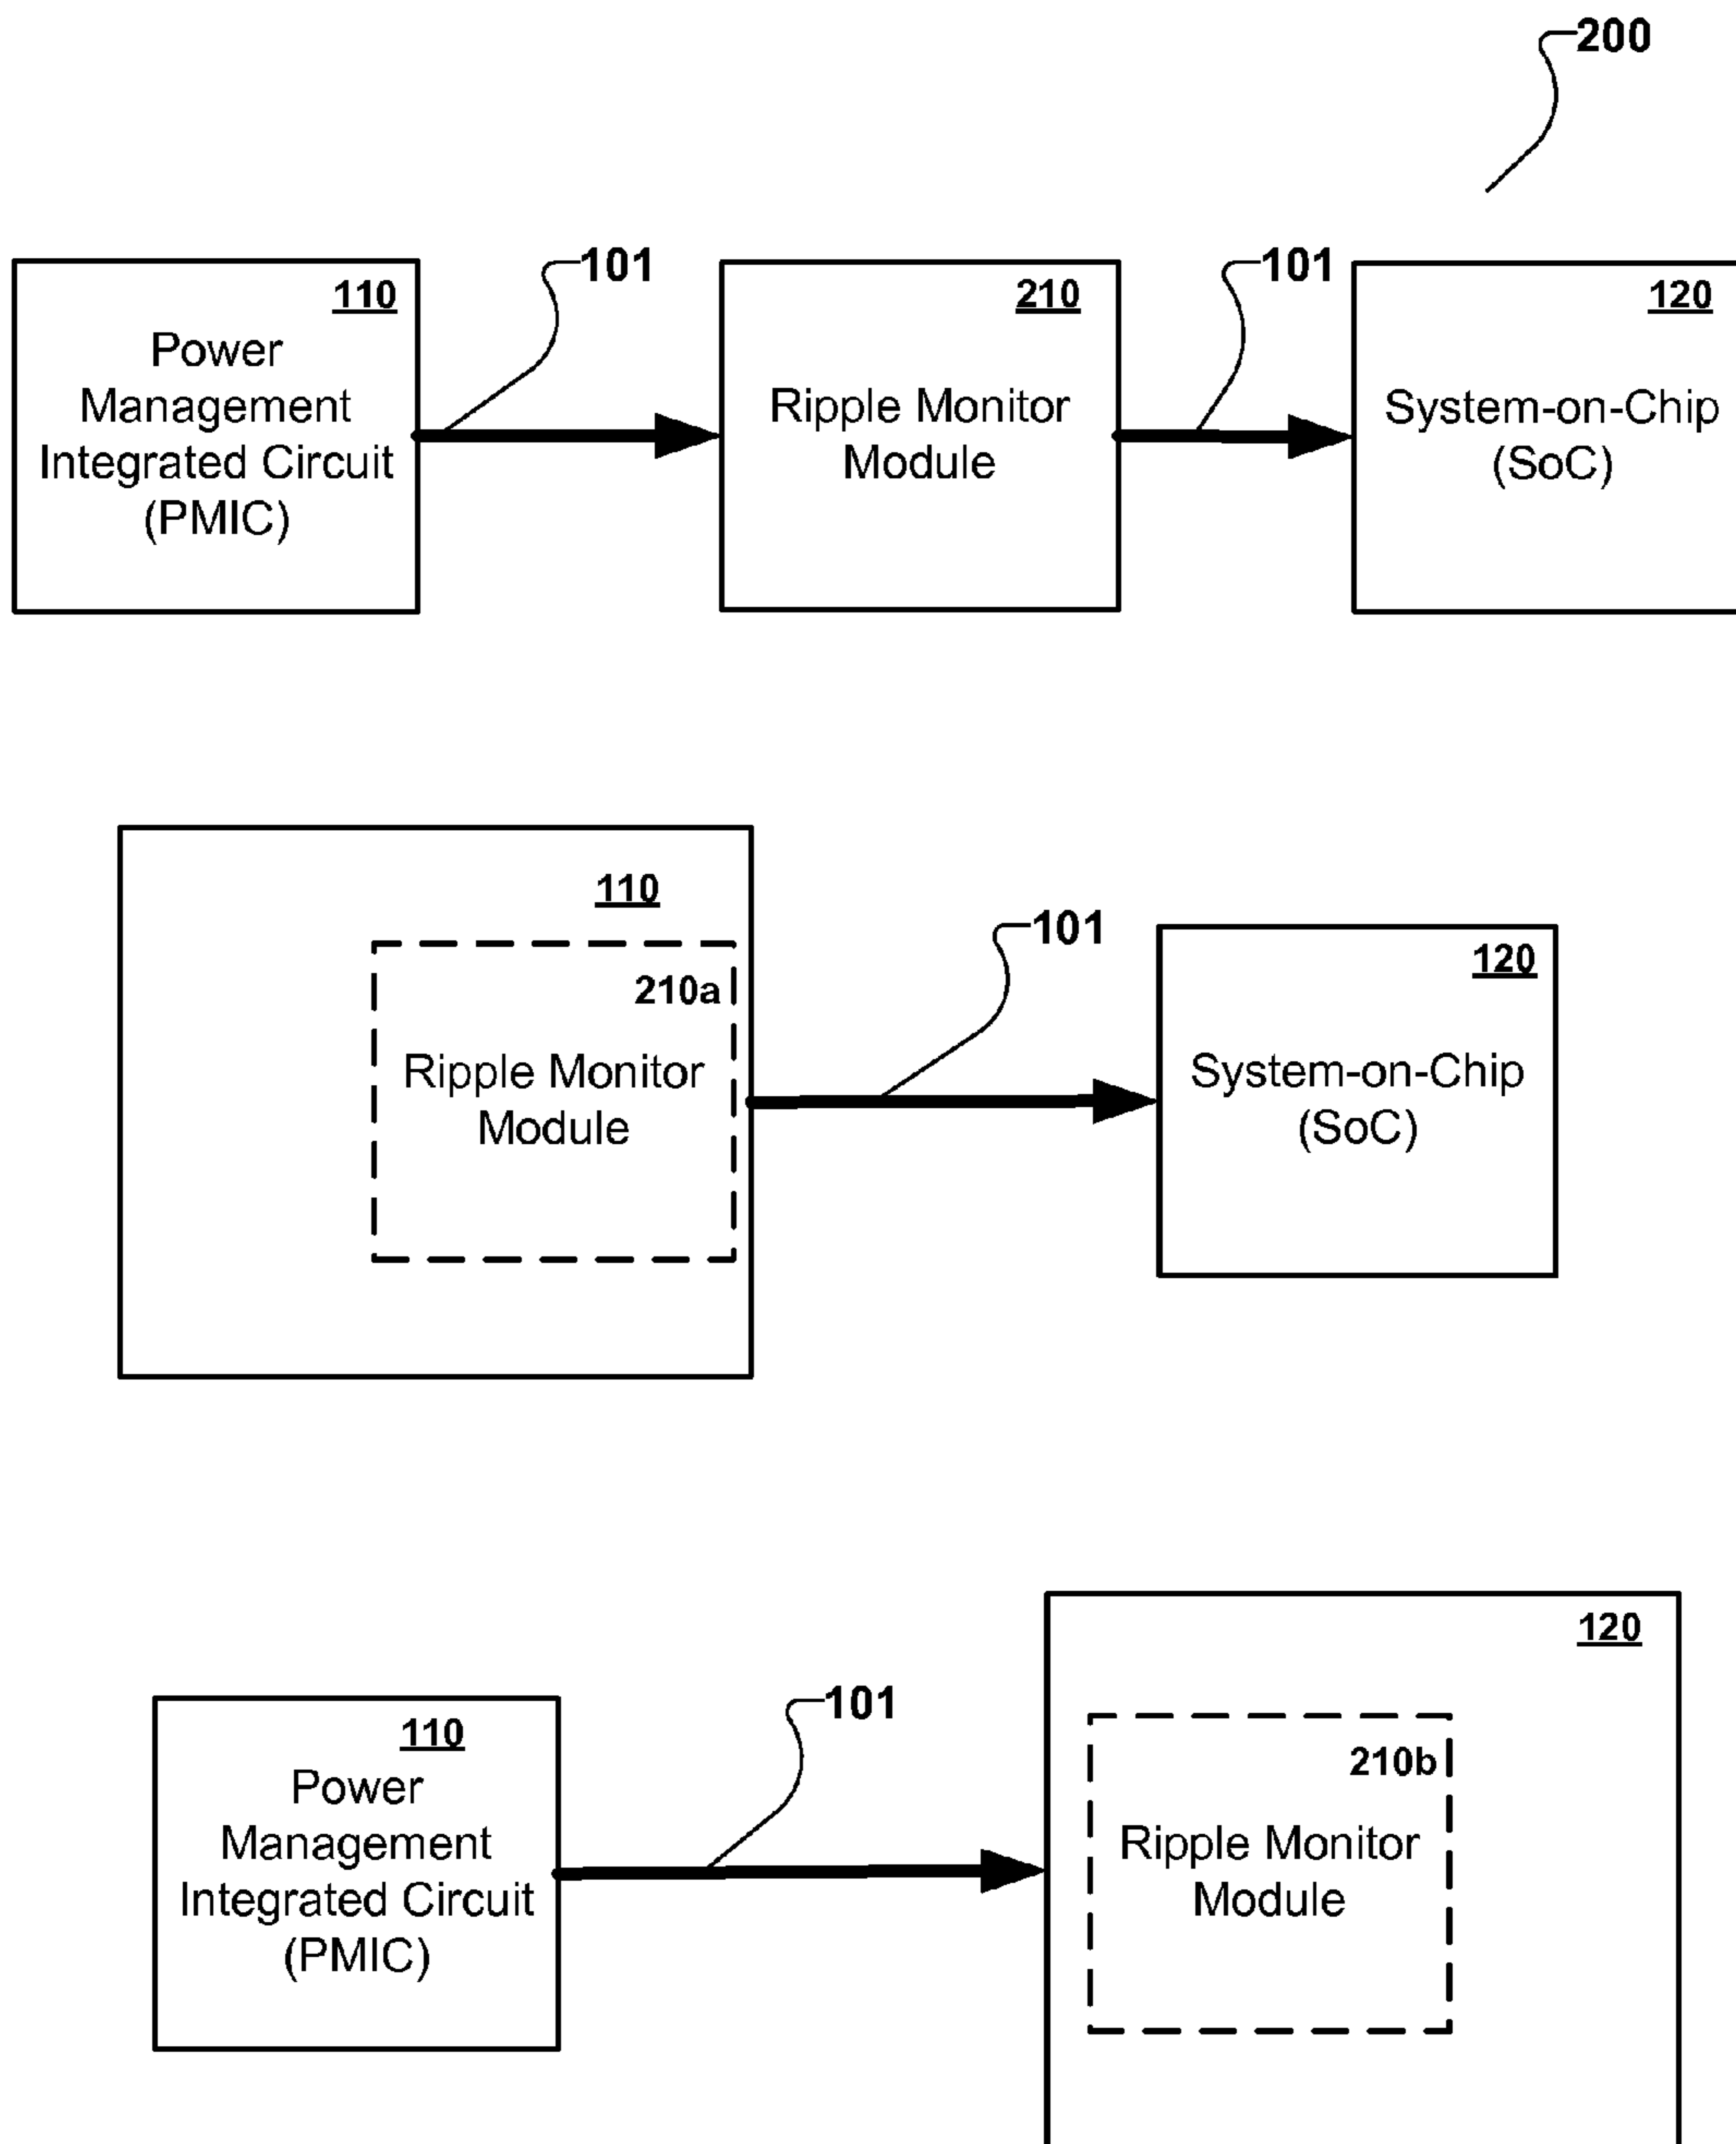 200
101
101
110
Power
Management
Integrated Circuit
(PMIC)
210
Ripple Monitor
Module
120
System-on-Chip
(SoC)
110
210a
Ripple Monitor
Module
101
120
System-on-Chip
(SoC)
110
Power
Management
Integrated Circuit
(PMIC)
101
120
210b
Ripple Monitor
Module